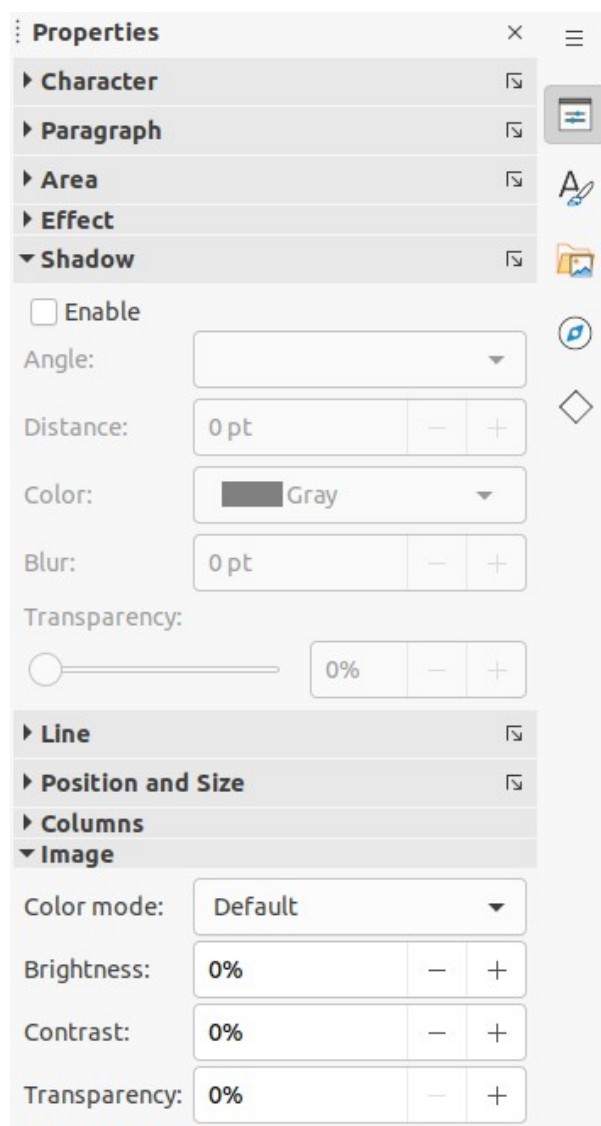 Properties
Character
Paragraph
Area
Effect
Shadow
Enable
Angle:
Distance: 0 pt
Color: Gray
Blur: 0 pt
Transparency:
0%
Line
Position and Size
Columns
Image
Color mode: Default
Brightness: 0%
Contrast: 0%
Transparency: 0%